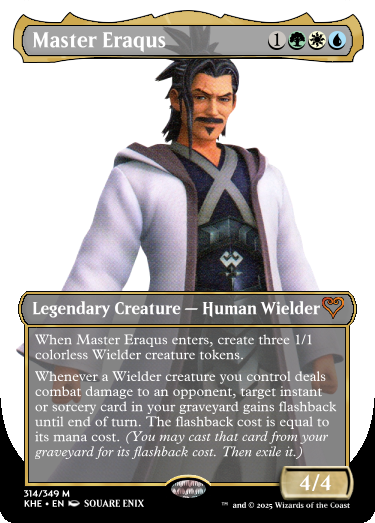 Master Eraqus 1
Legendary Creature — Human Wielder
When Master Eraqus enters, create three 1/1
colorless Wielder creature tokens.
Whenever a Wielder creature you control deals
combat damage to an opponent, target instant
or sorcery card in your graveyard gains flashback
until end of turn. The flashback cost is equal to
its mana cost. (You may cast that card from your
graveyard for its flashback cost. Then exile it.)
4/4
314/349 M
KHE • EN SQUARE ENIX
™ and © 2025 Wizards of the Coast